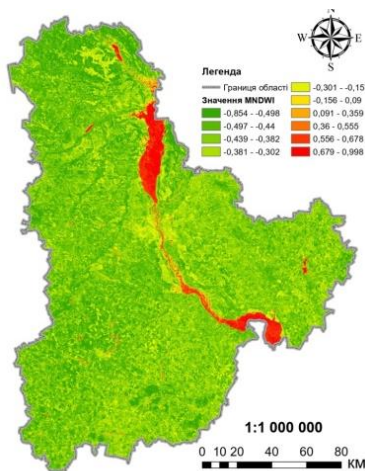 N
W E
S
Легенда
Границя області
Значення MNDWI
-0,854 - -0,498
-0,497 - -0,44
-0,439 - -0,382
-0,381 - -0,302
-0,301 - -0,15
-0,156 - 0,09
0,091 - 0,359
0,36 - 0,555
0,556 - 0,678
0,679 - 0,998
1:1 000 000
0 10 20 40 60 80
КМ